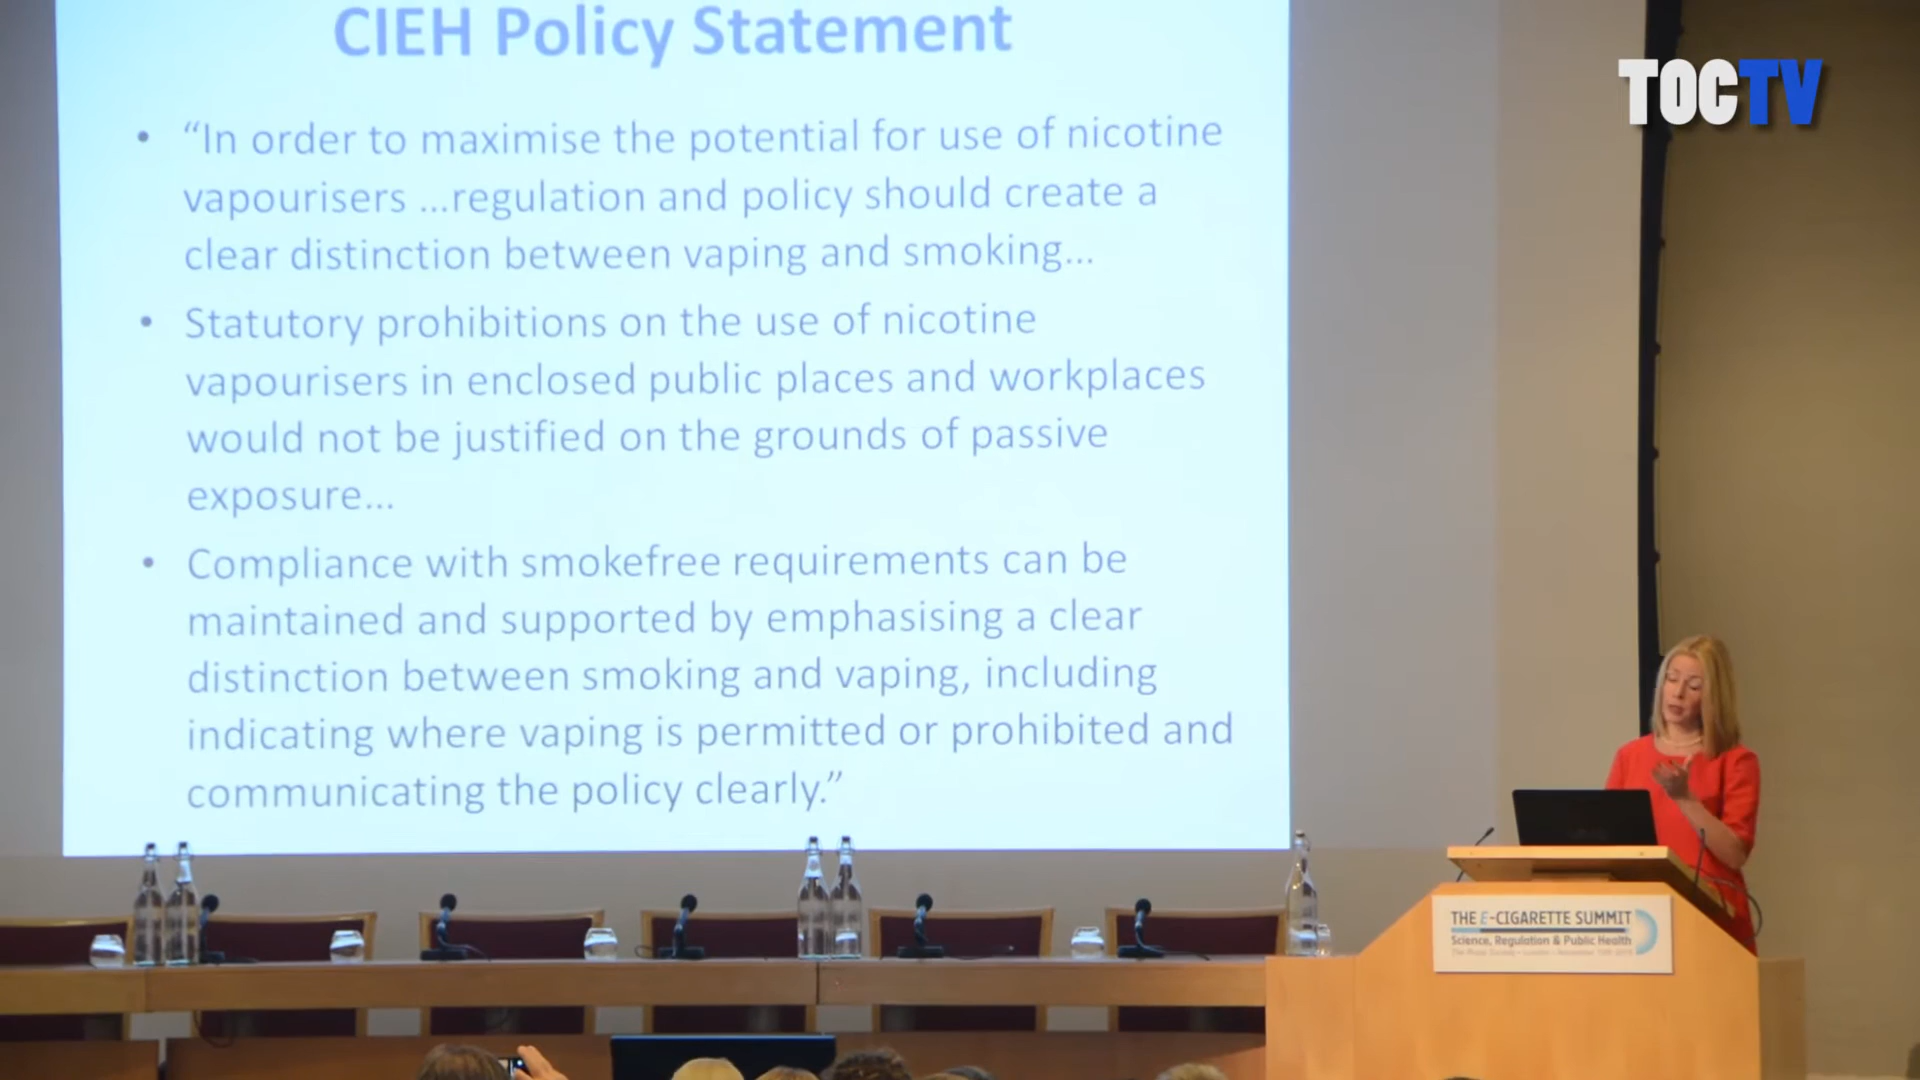 CIEH Policy Statement
TOCTV
• “In order to maximise the potential for use of nicotine
vapourisers ...regulation and policy should create a
clear distinction between vaping and smoking...
• Statutory prohibitions on the use of nicotine
vapourisers in enclosed public places and workplaces
would not be justified on the grounds of passive
exposure...
• Compliance with smokefree requirements can be
maintained and supported by emphasising a clear
distinction between smoking and vaping, including
indicating where vaping is permitted or prohibited and
communicating the policy clearly.”
THE E-CIGARETTE SUMMIT
Science, Regulation & Public Health